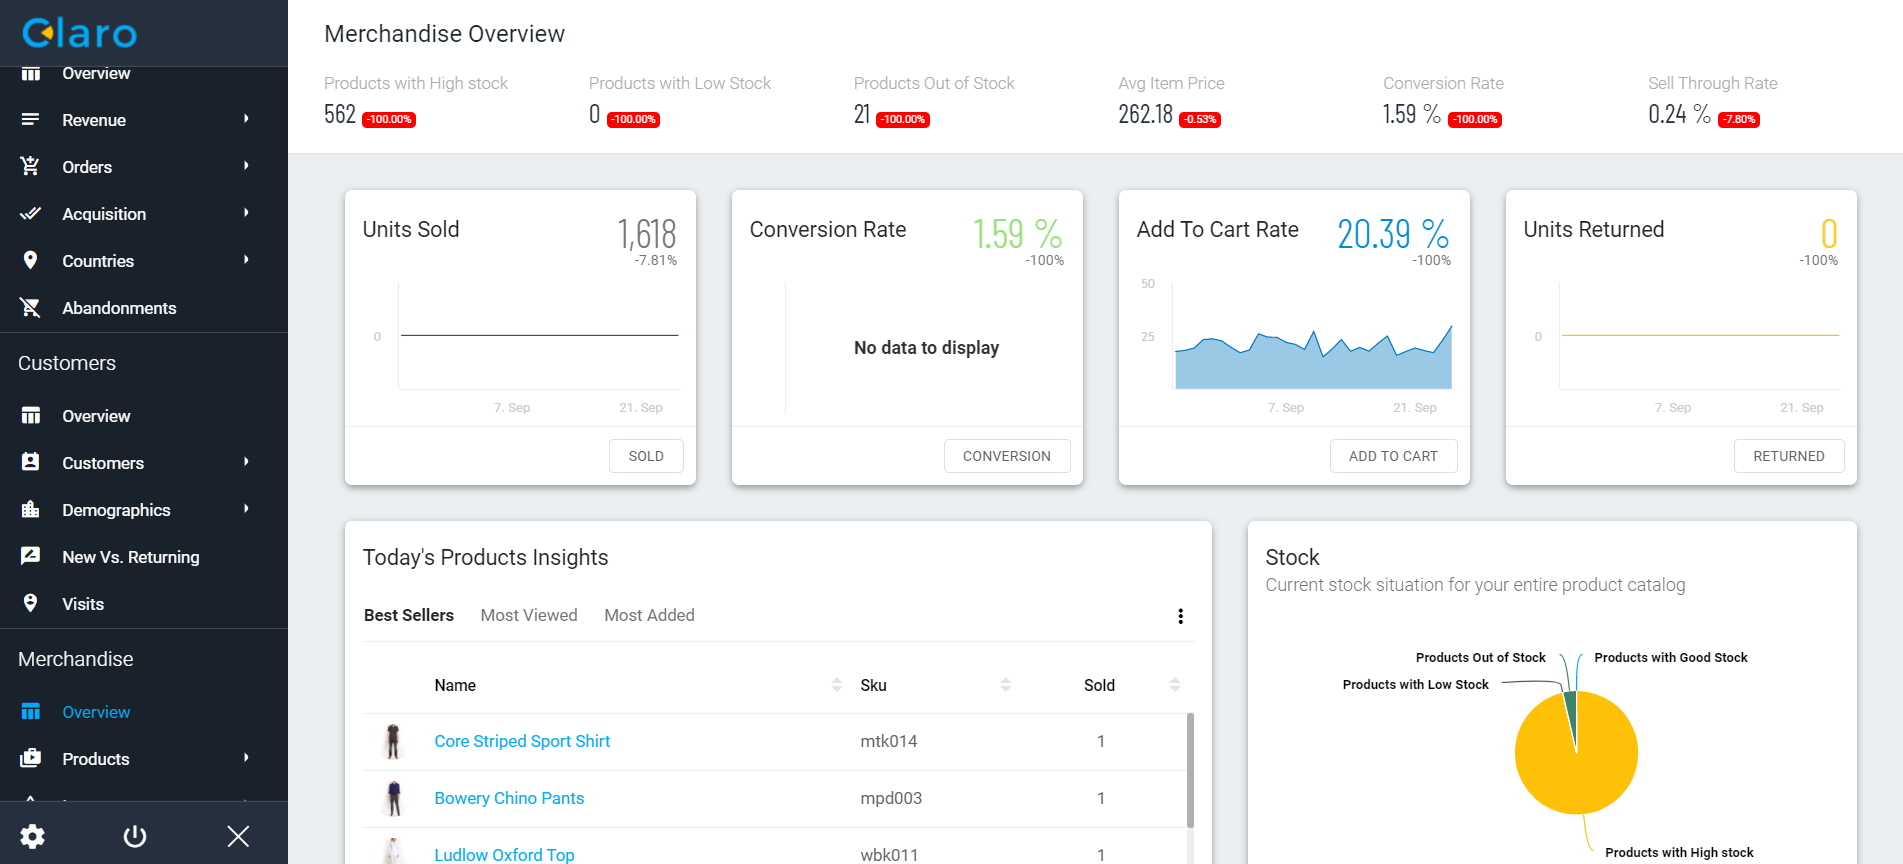 Claro
Overview
Revenue
Orders
Acquisition
Countries
Abandonments
Customers
Overview
Customers
Demographics
New Vs. Returning
Visits
Merchandise
Overview
Products
Merchandise Overview
Products with High stock
562 -100.00%
Products with Low Stock
0 -100.00%
Products Out of Stock
21 -100.00%
Avg Item Price
262.18 -0.53%
Conversion Rate
1.59 % -100.00%
Sell Through Rate
0.24 % -7.80%
Units Sold
1,618
-7.81%
0
7. Sep 21. Sep
SOLD
Conversion Rate
1.59 %
-100%
No data to display
CONVERSION
Add To Cart Rate
20.39 %
-100%
50
25
7. Sep 21. Sep
ADD TO CART
Units Returned
0
-100%
0
7. Sep 21. Sep
RETURNED
Today's Products Insights
Best Sellers Most Viewed Most Added
Name Sku Sold
Core Striped Sport Shirt mtk014 1
Bowery Chino Pants mpd003 1
Ludlow Oxford Top wbk011 1
Stock
Current stock situation for your entire product catalog
Products Out of Stock Products with Good Stock
Products with Low Stock
Products with High stock